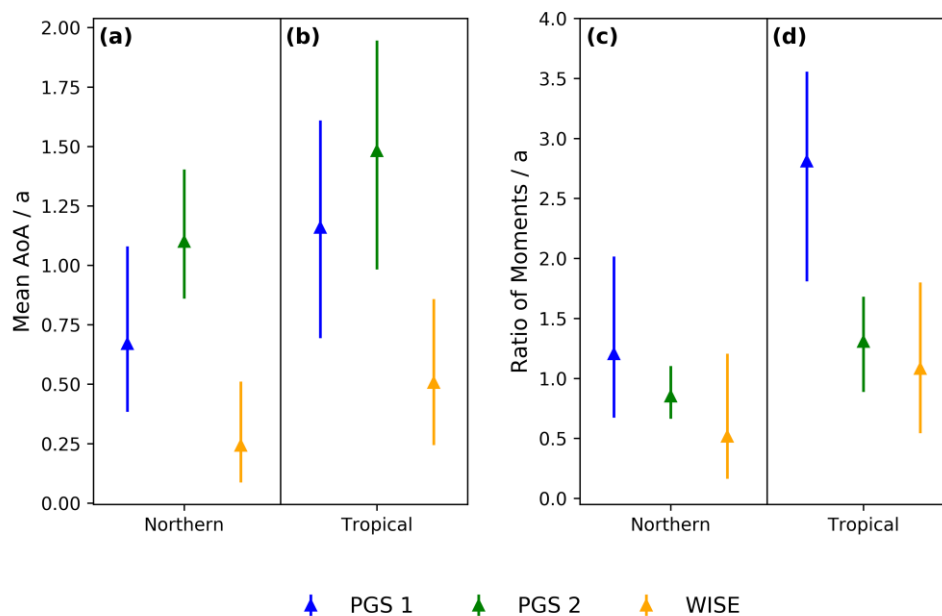 (a)
(b)
2.00
1.75
1.50
1.25
1.00
0.75
0.50
0.25
0.00
Mean AoA / a
Northern
Tropical
(c)
(d)
4.0
3.5
3.0
2.5
2.0
1.5
1.0
0.5
0.0
Ratio of Moments / a
Northern
Tropical
PGS 1
PGS 2
WISE